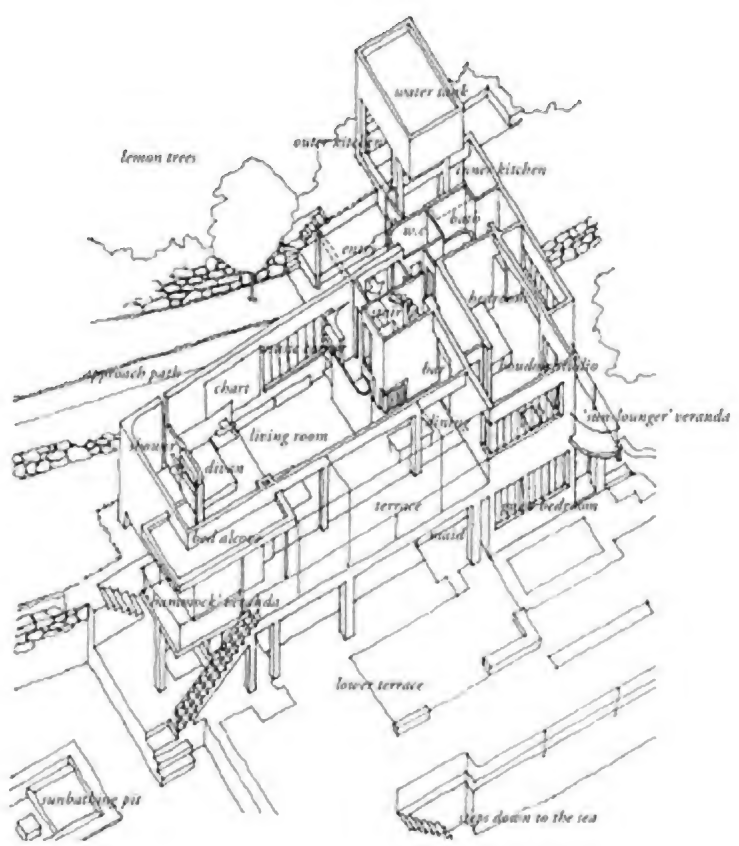 water tank
outer kitchen
lemon trees
inner kitchen
w.c.
bath
entry
bedroom
stair
approach path
chart
bar
boudoir/studio
'sun-lounger' veranda
living room
dining
shower
divan
terrace
guest bedroom
bed alcove
maid
'hammock' veranda
lower terrace
sunbathing pit
steps down to the sea